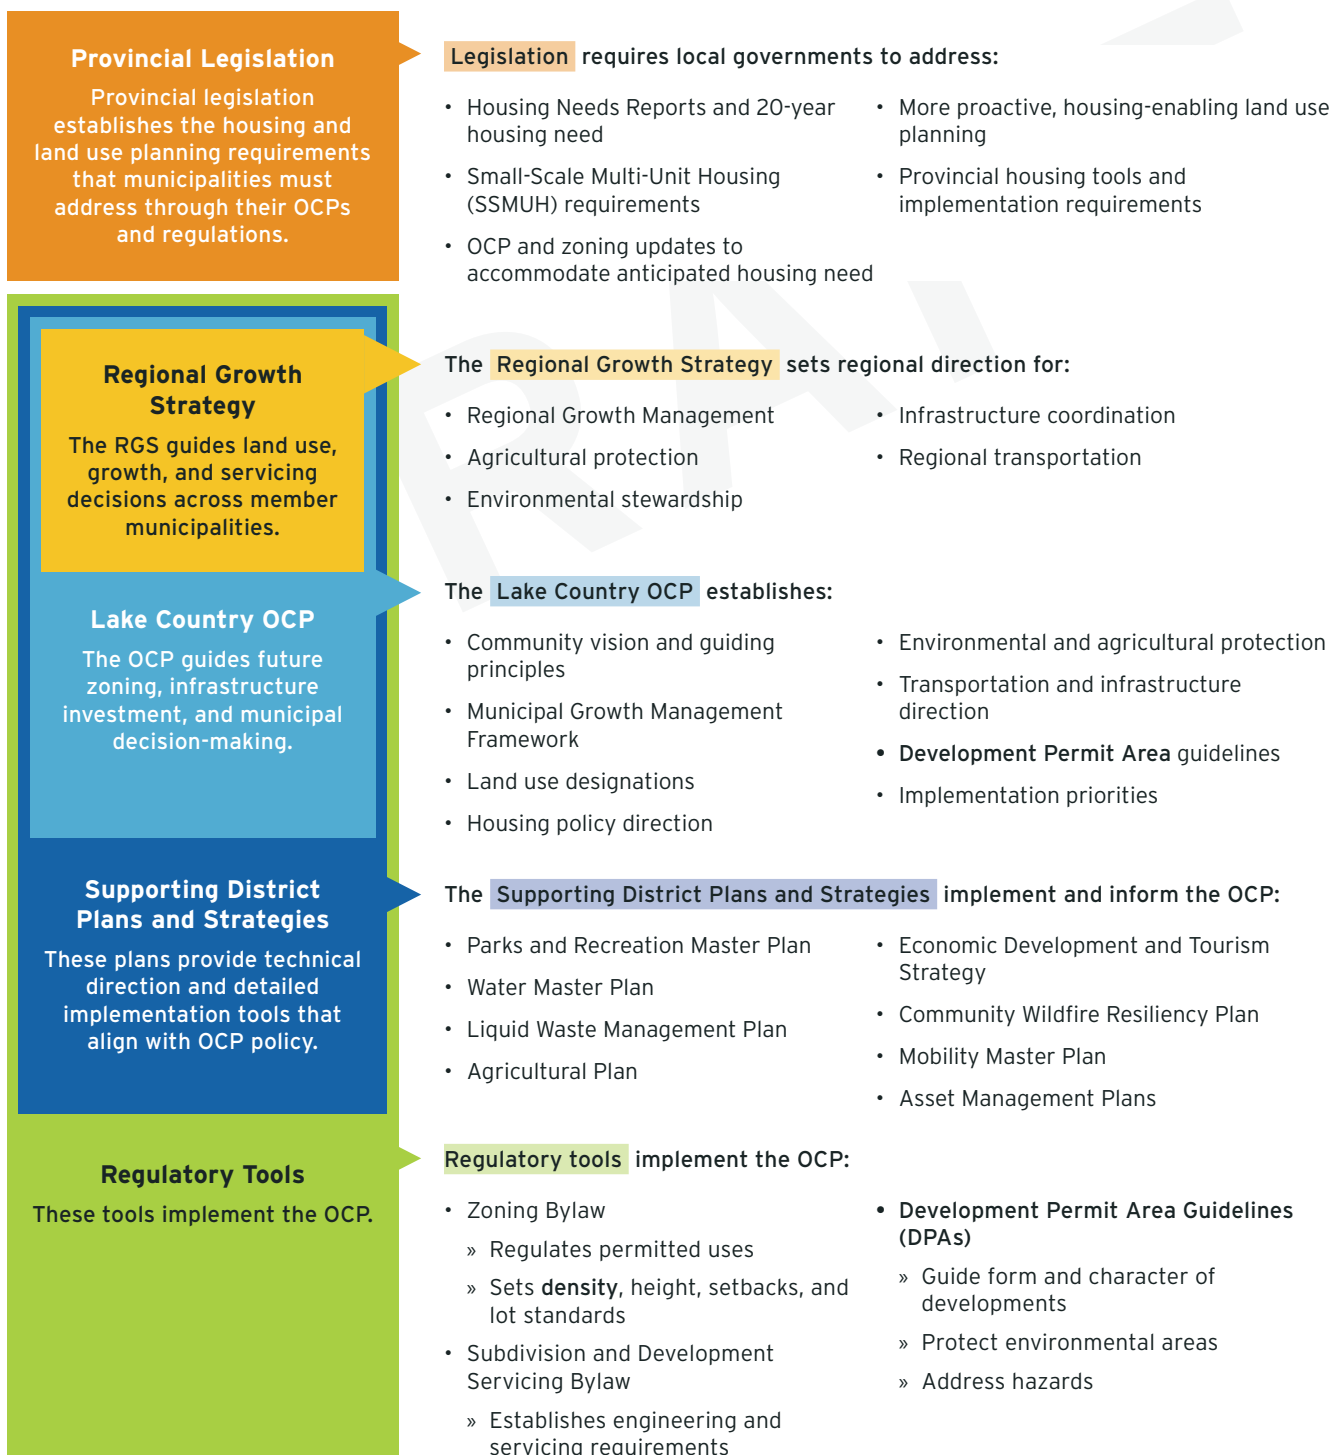 Provincial Legislation
Provincial legislation
establishes the housing and
land use planning requirements
that municipalities must
address through their OCPs
and regulations.
Legislation requires local governments to address:
• Housing Needs Reports and 20-year
housing need
• Small-Scale Multi-Unit Housing
(SSMUH) requirements
• OCP and zoning updates to
accommodate anticipated housing need
• More proactive, housing-enabling land use
planning
• Provincial housing tools and
implementation requirements
Regional Growth
Strategy
The RGS guides land use,
growth, and servicing
decisions across member
municipalities.
The Regional Growth Strategy sets regional direction for:
• Regional Growth Management
• Agricultural protection
• Environmental stewardship
• Infrastructure coordination
• Regional transportation
Lake Country OCP
The OCP guides future
zoning, infrastructure
investment, and municipal
decision-making.
The Lake Country OCP establishes:
• Community vision and guiding
principles
• Municipal Growth Management
Framework
• Land use designations
• Housing policy direction
• Environmental and agricultural protection
• Transportation and infrastructure
direction
• Development Permit Area guidelines
• Implementation priorities
Supporting District
Plans and Strategies
These plans provide technical
direction and detailed
implementation tools that
align with OCP policy.
The Supporting District Plans and Strategies implement and inform the OCP:
• Parks and Recreation Master Plan
• Water Master Plan
• Liquid Waste Management Plan
• Agricultural Plan
• Economic Development and Tourism
Strategy
• Community Wildfire Resiliency Plan
• Mobility Master Plan
• Asset Management Plans
Regulatory Tools
These tools implement the OCP.
Regulatory tools implement the OCP:
• Zoning Bylaw
» Regulates permitted uses
» Sets density, height, setbacks, and
lot standards
• Subdivision and Development
Servicing Bylaw
» Establishes engineering and
servicing requirements
• Development Permit Area Guidelines
(DPAs)
» Guide form and character of
developments
» Protect environmental areas
» Address hazards